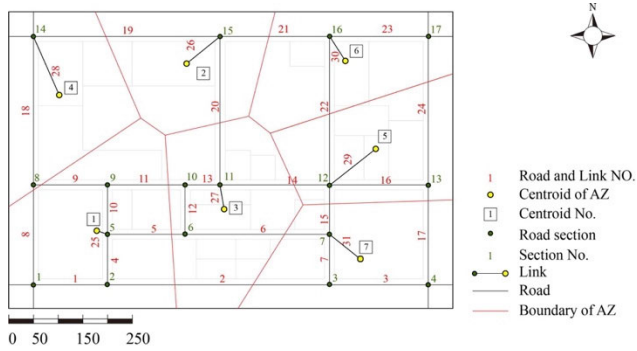 14 19 15 21 16 23 17
26
30 6
2
28
4
18 20 22 24
5
29
8 9 9 11 10 13 11 14 12 16 13
27
10 12 3
1 15
25 5 5 6 6 7
8 31 7 17
4 7
1 1 2 2 3 3 4
0 50 100 150 250
N
1 Road and Link NO.
Centroid of AZ
1 Centroid No.
Road section
1 Section No.
Link
Road
Boundary of AZ